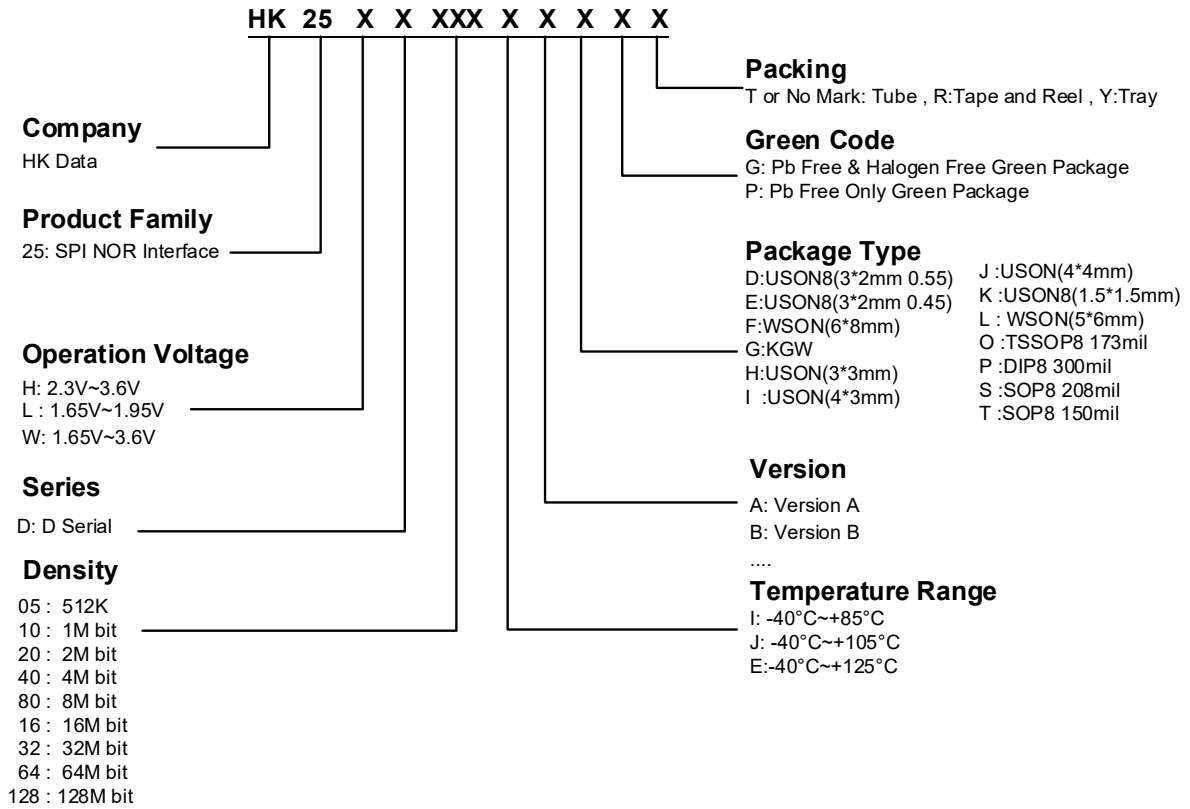 HK 25 X X XXX X X X X X
Company
HK Data
Product Family
25: SPI NOR Interface
Operation Voltage
H: 2.3V~3.6V
L : 1.65V~1.95V
W: 1.65V~3.6V
Series
D: D Serial
Density
05 : 512K
10 : 1M bit
20 : 2M bit
40 : 4M bit
80 : 8M bit
16 : 16M bit
32 : 32M bit
64 : 64M bit
128 : 128M bit
Packing
T or No Mark: Tube , R:Tape and Reel , Y:Tray
Green Code
G: Pb Free & Halogen Free Green Package
P: Pb Free Only Green Package
Package Type
D:USON8(3*2mm 0.55)
E:USON8(3*2mm 0.45)
F:WSON(6*8mm)
G:KGW
H:USON(3*3mm)
I :USON(4*3mm)
J :USON(4*4mm)
K :USON8(1.5*1.5mm)
L : WSON(5*6mm)
O :TSSOP8 173mil
P :DIP8 300mil
S :SOP8 208mil
T :SOP8 150mil
Version
A: Version A
B: Version B
....
Temperature Range
I: -40°C~+85°C
J: -40°C~+105°C
E:-40°C~+125°C